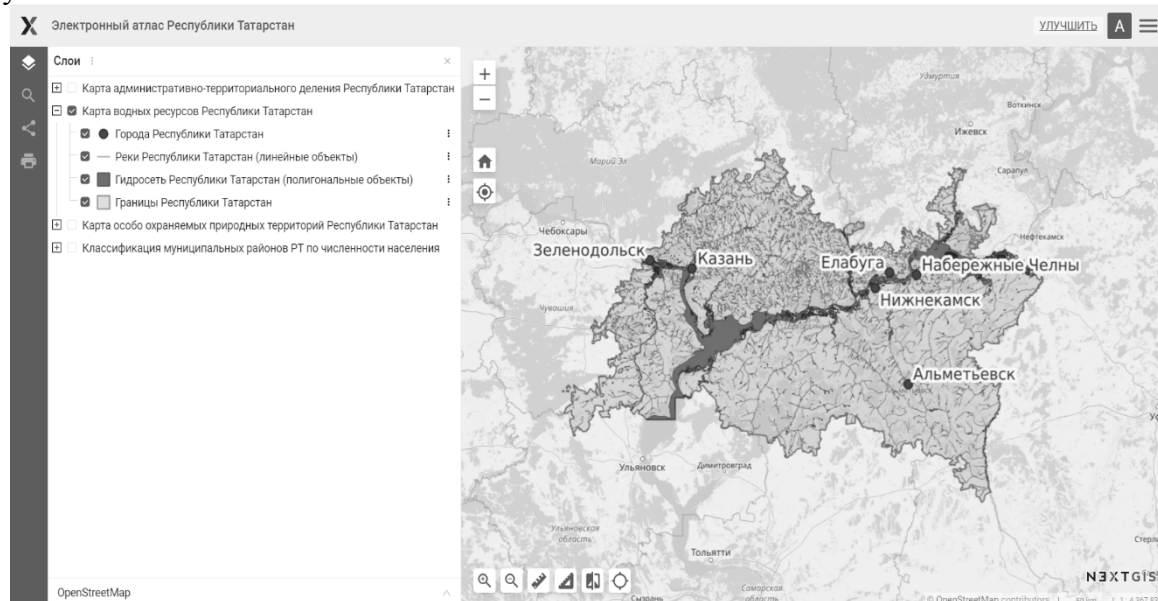 у
Электронный атлас Республики Татарстан
УЛУЧШИТЬ
А
Слои
Карта административно-территориального деления Республики Татарстан
Карта водных ресурсов Республики Татарстан
Города Республики Татарстан
Реки Республики Татарстан (линейные объекты)
Гидросеть Республики Татарстан (полигональные объекты)
Границы Республики Татарстан
Карта особо охраняемых природных территорий Республики Татарстан
Классификация муниципальных районов РТ по численности населения
OpenStreetMap
Удмуртия
Воткинск
Ижевск
Марий Эл
Сарапул
Чебоксары
Нефтекамск
Зеленодольск
Казань
Елабуга
Набережные Челны
Нижнекамск
Чувашия
Альметьевск
Ульяновск
Димитровград
Ульяновская
область
Тольятти
Самарская
область
Сызрань
NEXTGIS
© OpenStreetMap contributors